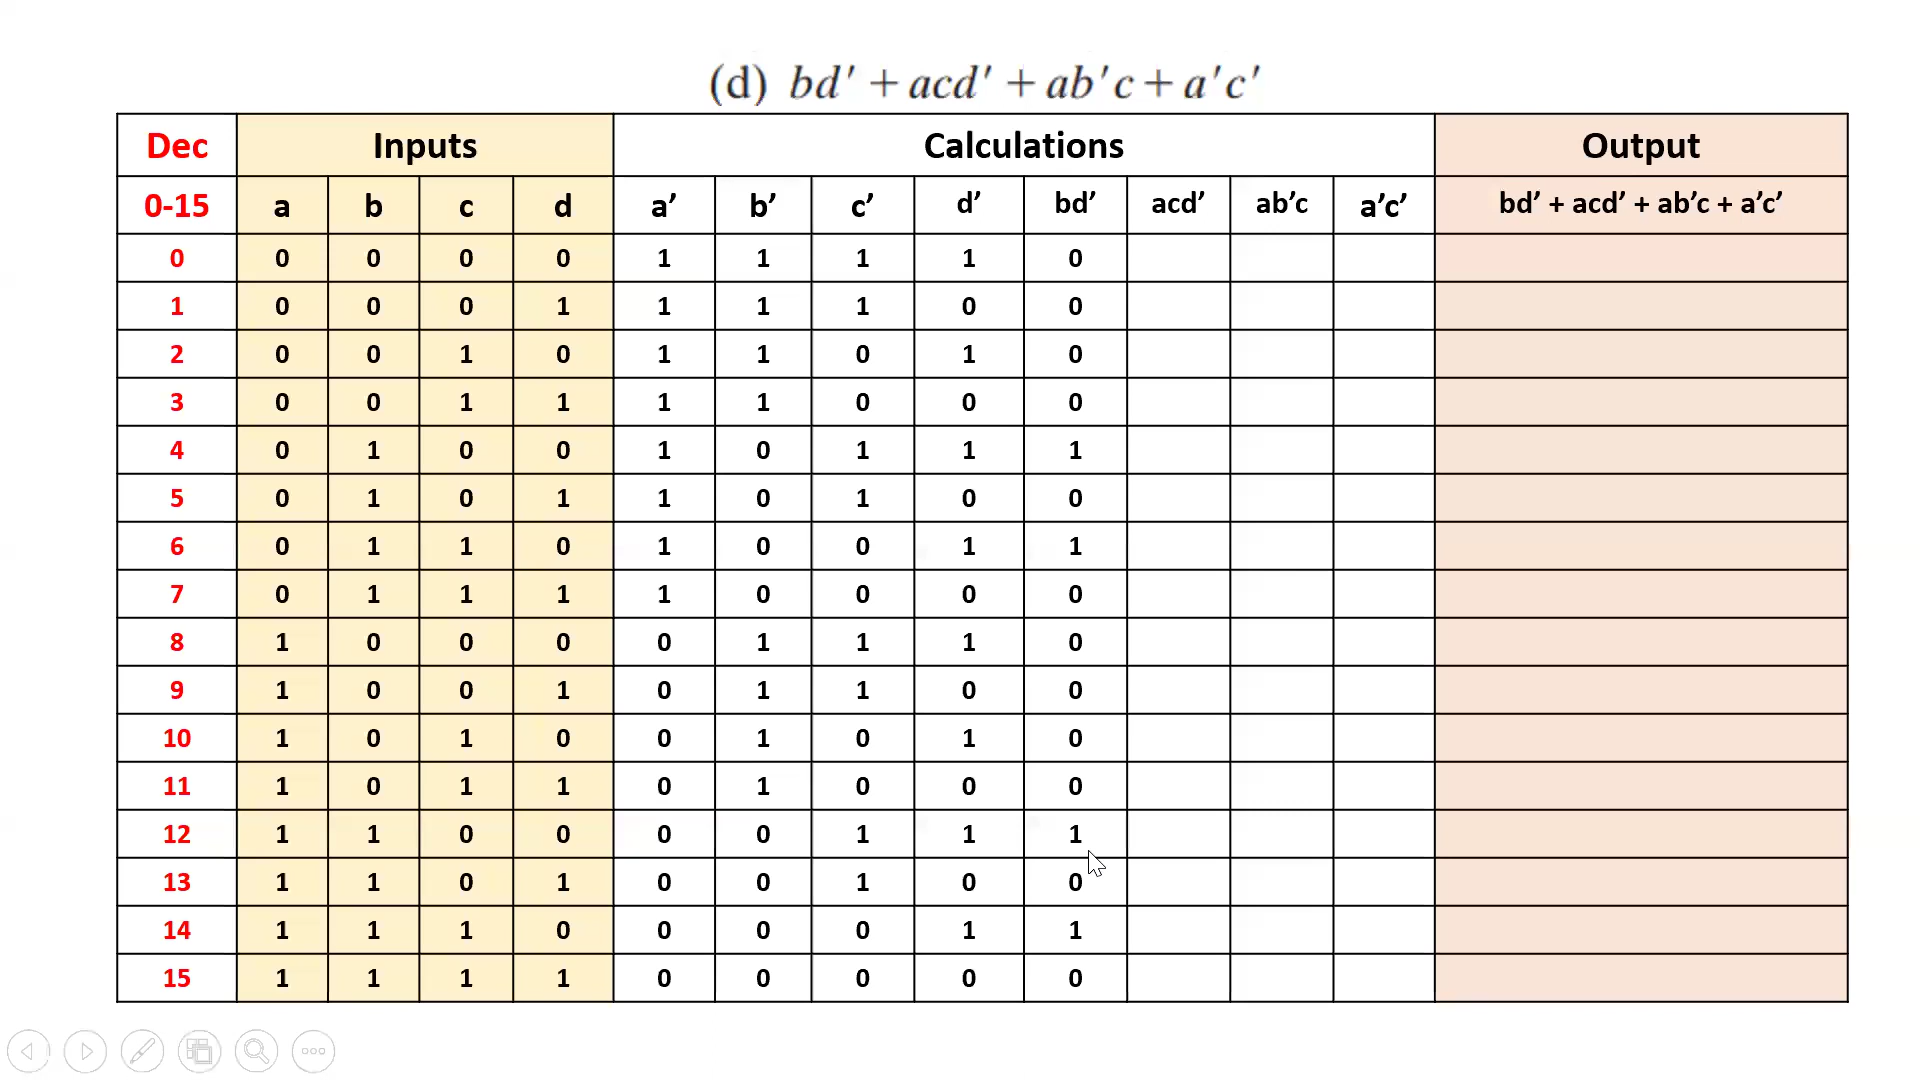 (d) bd′ + acd′ + ab′c + a′c′
Dec Inputs Calculations Output
0-15 a b c d a’ b’ c’ d’ bd’ acd’ ab’c a’c’ bd’ + acd’ + ab’c + a’c’
0 0 0 0 0 1 1 1 1 0
1 0 0 0 1 1 1 1 0 0
2 0 0 1 0 1 1 0 1 0
3 0 0 1 1 1 1 0 0 0
4 0 1 0 0 1 0 1 1 1
5 0 1 0 1 1 0 1 0 0
6 0 1 1 0 1 0 0 1 1
7 0 1 1 1 1 0 0 0 0
8 1 0 0 0 0 1 1 1 0
9 1 0 0 1 0 1 1 0 0
10 1 0 1 0 0 1 0 1 0
11 1 0 1 1 0 1 0 0 0
12 1 1 0 0 0 0 1 1 1
13 1 1 0 1 0 0 1 0 0
14 1 1 1 0 0 0 0 1 1
15 1 1 1 1 0 0 0 0 0